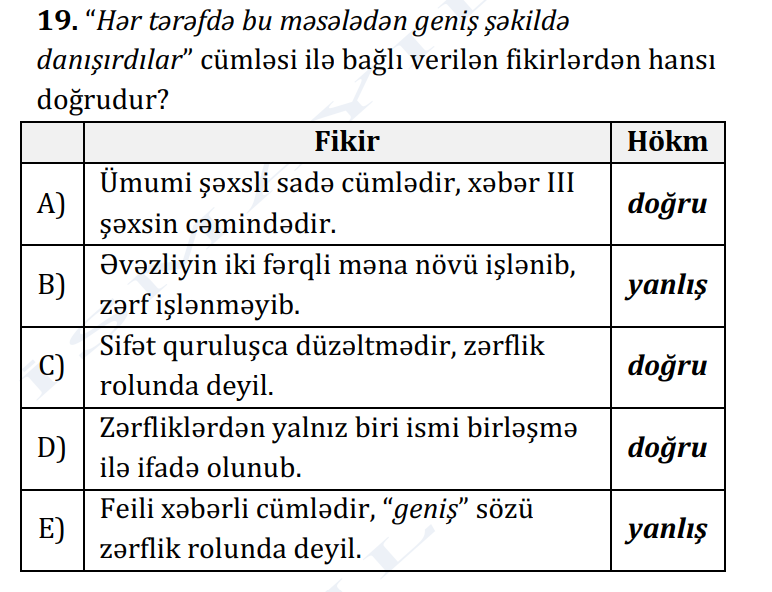 19. “Hər tərəfdə bu məsələdən geniş şəkildə
danışırdılar” cümləsi ilə bağlı verilən fikirlərdən hansı
doğrudur?
Fikir Hökm
A) Ümumi şəxsli sadə cümlədir, xəbər III
şəxsin cəmindədir. doğru
B) Əvəzliyin iki fərqli məna növü işlənib,
zərf işlənməyib. yanlış
C) Sifət quruluşca düzəltmədir, zərflik
rolunda deyil. doğru
D) Zərfliklərdən yalnız biri ismi birləşmə
ilə ifadə olunub. doğru
E) Feili xəbərli cümlədir, “geniş” sözü
zərflik rolunda deyil. yanlış